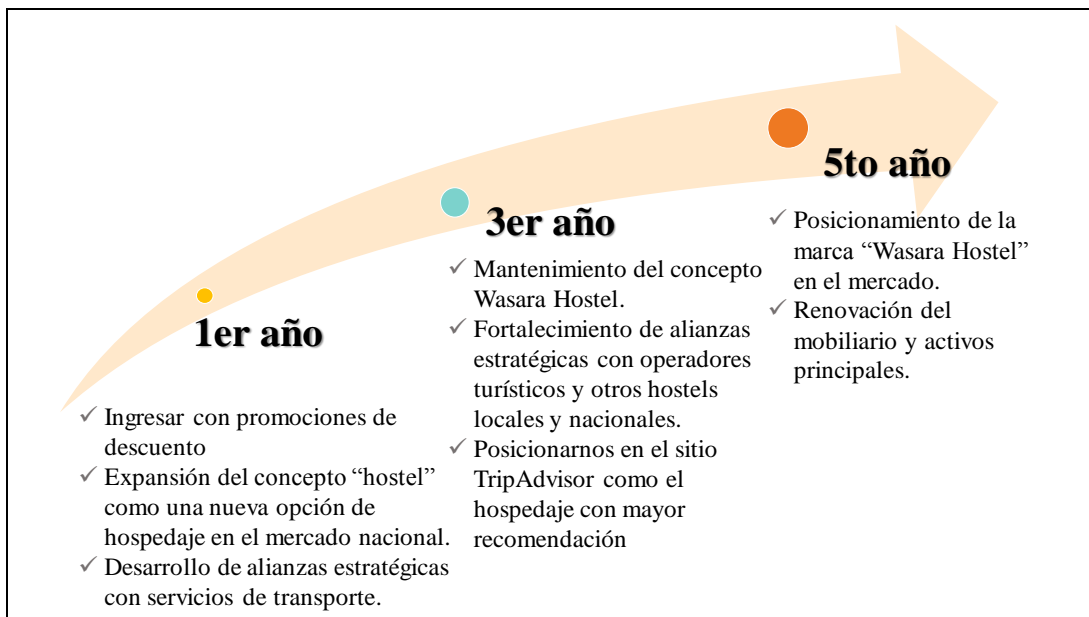 1er año
✓ Ingresar con promociones de
descuento
✓ Expansión del concepto “hostel”
como una nueva opción de
hospedaje en el mercado nacional.
✓ Desarrollo de alianzas estratégicas
con servicios de transporte.
3er año
✓ Mantenimiento del concepto
Wasara Hostel.
✓ Fortalecimiento de alianzas
estratégicas con operadores
turísticos y otros hostels
locales y nacionales.
✓ Posicionarnos en el sitio
TripAdvisor como el
hospedaje con mayor
recomendación
5to año
✓ Posicionamiento de la
marca “Wasara Hostel”
en el mercado.
✓ Renovación del
mobiliario y activos
principales.